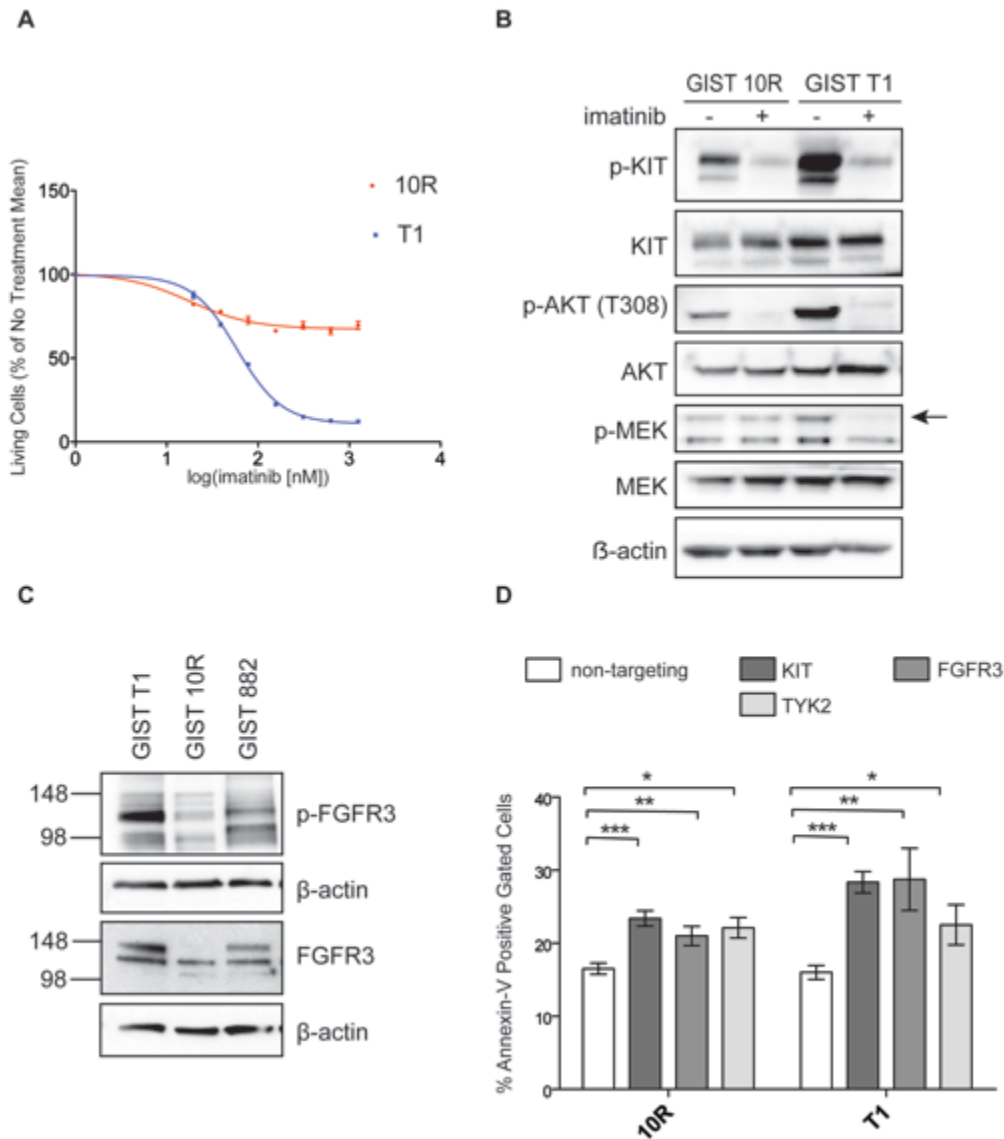 A
Living Cells (% of No Treatment Mean)
150
100
50
0
0
1
2
3
4
log(imatinib [nM])
10R
T1
B
GIST 10R GIST T1
imatinib - + - +
p-KIT
KIT
p-AKT (T308)
AKT
p-MEK
MEK
ß-actin
C
GIST T1
GIST 10R
GIST 882
148
98
p-FGFR3
β-actin
148
98
FGFR3
β-actin
D
non-targeting KIT FGFR3
TYK2
% Annexin-V Positive Gated Cells
40
30
20
10
0
* *
** **
*** ***
10R T1